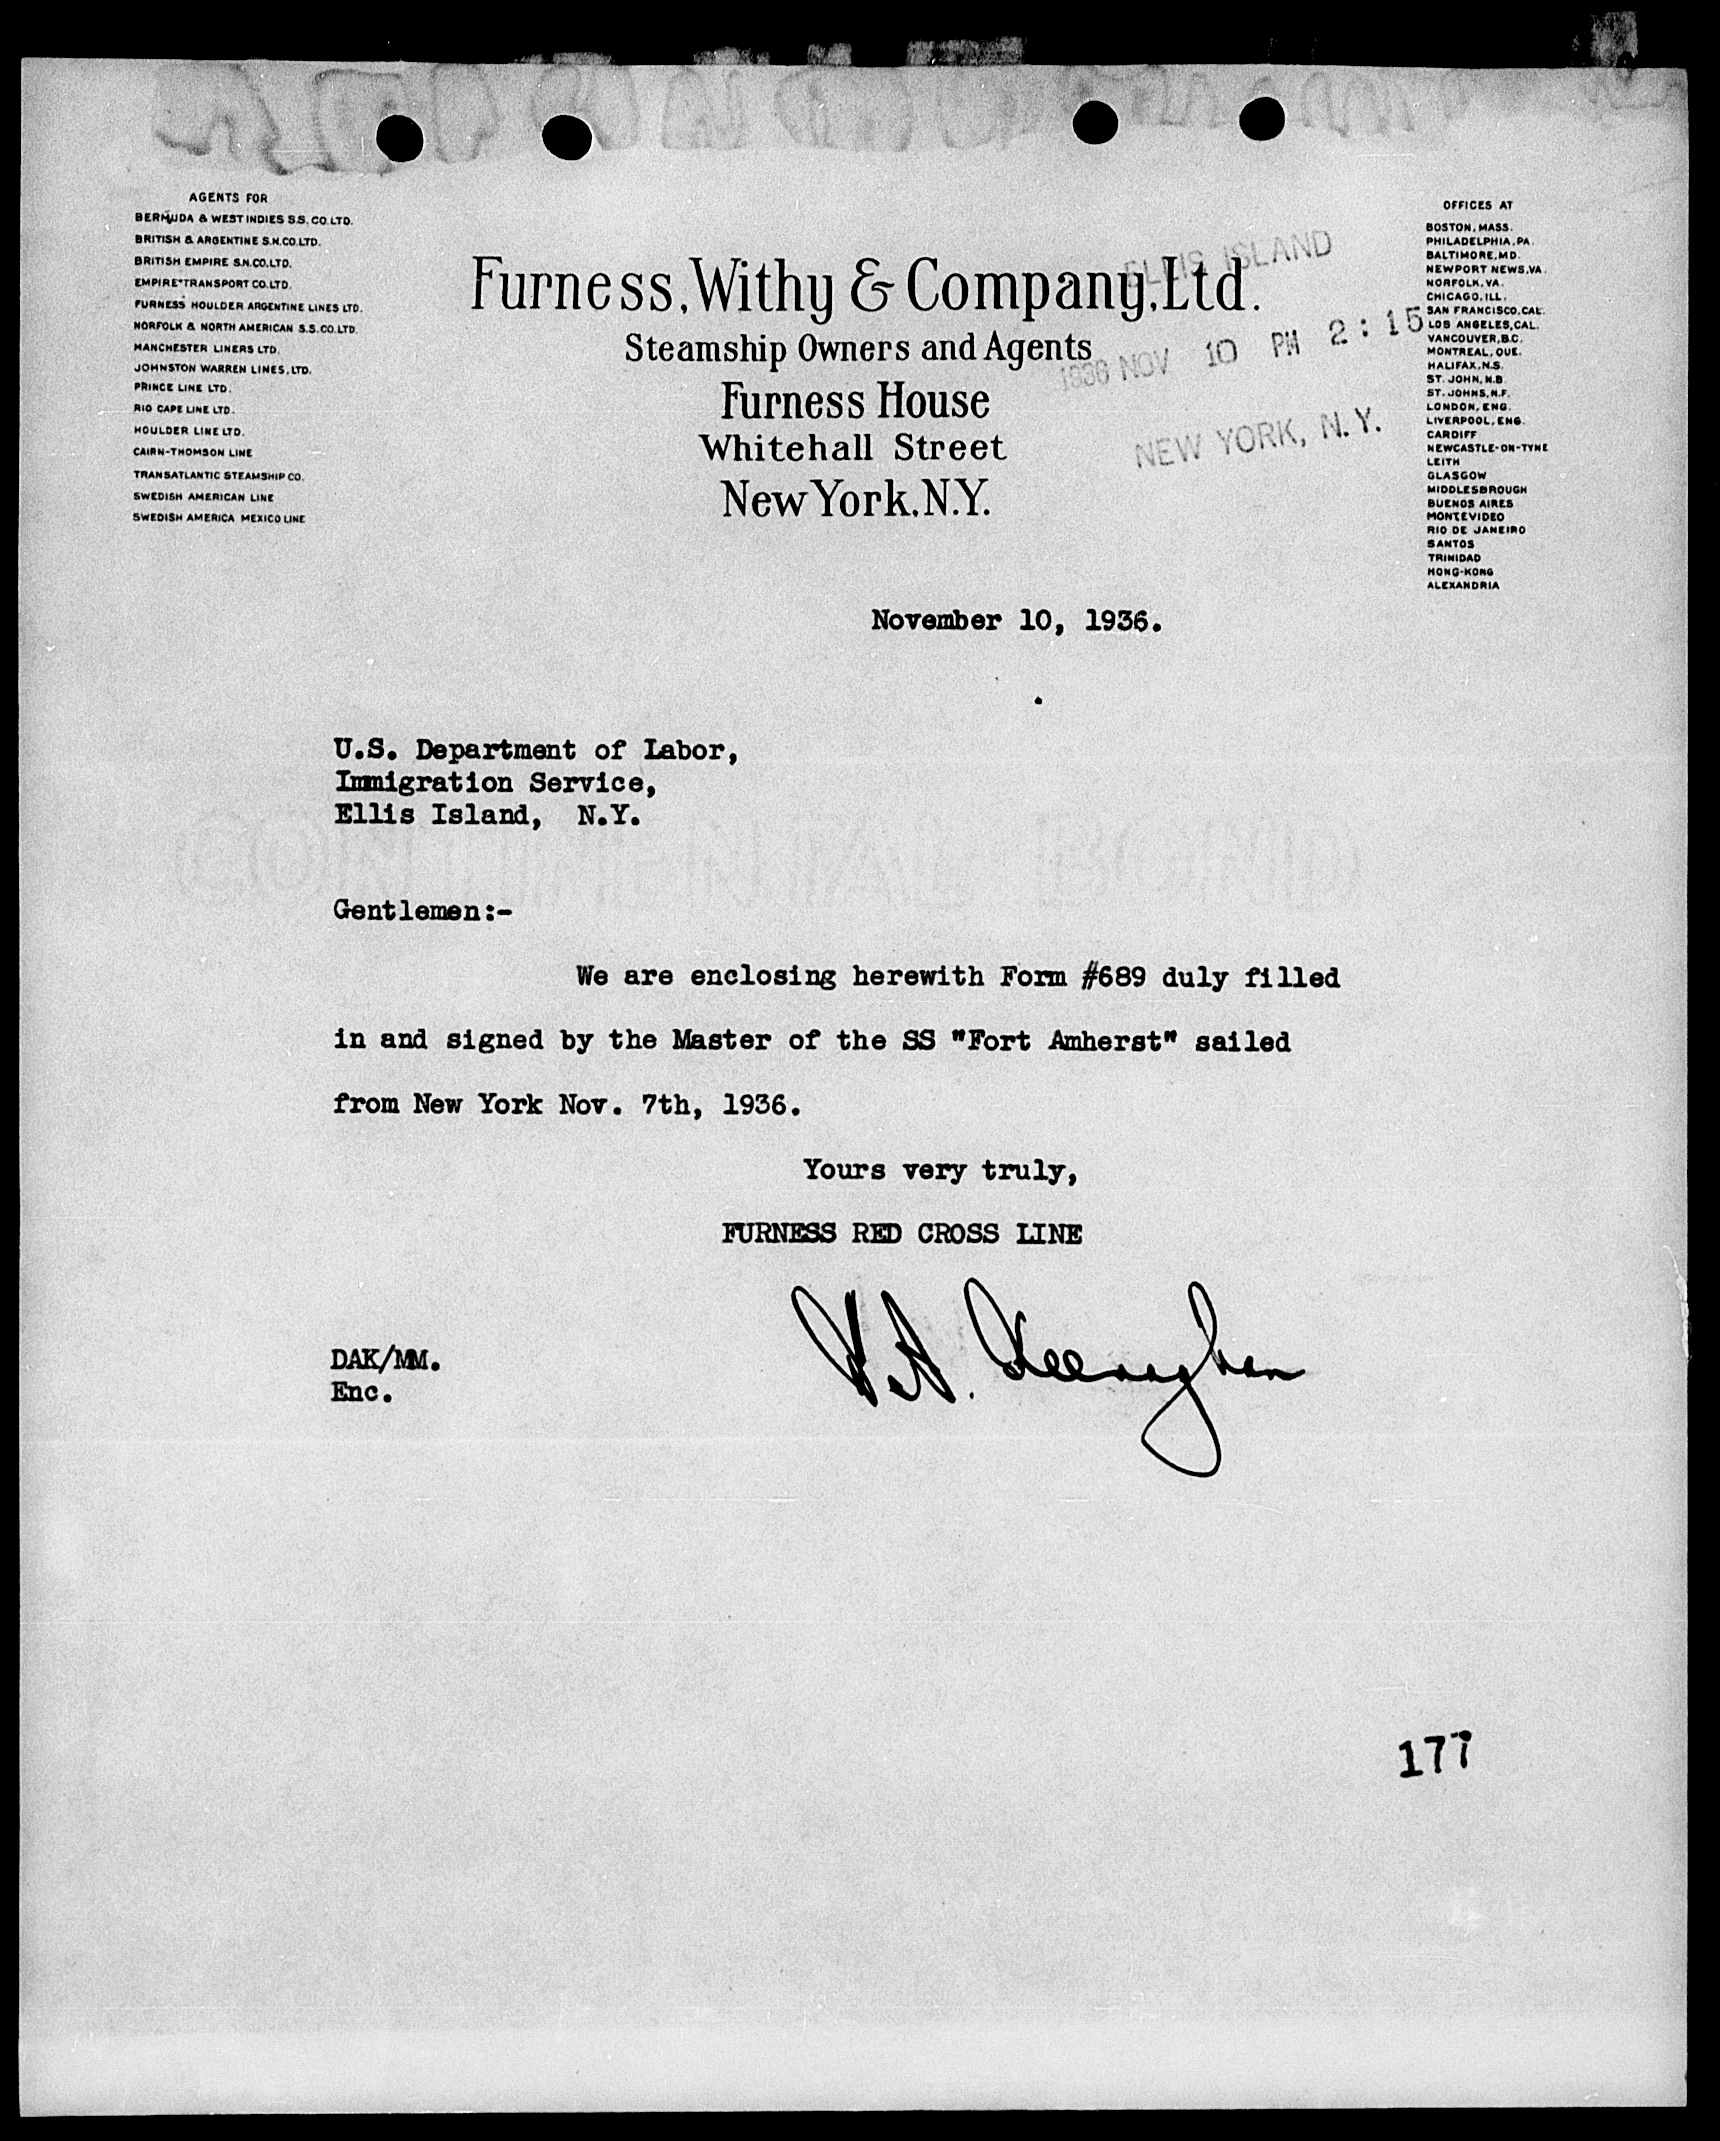 AGENTS FOR
BERMUDA & WEST INDIES S.S. CO. LTD.
BRITISH & ARGENTINE S.N.CO.LTD.
BRITISH EMPIRE S.N.CO.LTD.
EMPIRE TRANSPORT CO.LTD.
FURNESS HOULDER ARGENTINE LINES LTD.
NORFOLK & NORTH AMERICAN S.S.CO.LTD.
MANCHESTER LINERS LTD.
JOHNSTON WARREN LINES, LTD.
PRINCE LINE LTD.
RIO CAPE LINE LTD.
HOULDER LINE LTD.
CAIRN-THOMSON LINE
TRANSATLANTIC STEAMSHIP CO.
SWEDISH AMERICAN LINE
SWEDISH AMERICA MEXICO LINE
Furness, Withy & Company, Ltd.
Steamship Owners and Agents
Furness House
Whitehall Street
New York, N.Y.
ELLIS ISLAND
1936 NOV 10 PM 2:15
NEW YORK, N.Y.
OFFICES AT
BOSTON, MASS.
PHILADELPHIA, PA.
BALTIMORE, MD.
NEWPORT NEWS, VA.
NORFOLK, VA.
CHICAGO, ILL.
SAN FRANCISCO, CAL.
LOS ANGELES, CAL.
VANCOUVER, B.C.
MONTREAL, QUE.
HALIFAX, N.S.
ST. JOHN, N.B.
ST. JOHNS, N.F.
LONDON, ENG.
LIVERPOOL, ENG.
CARDIFF
NEWCASTLE-ON-TYNE
LEITH
GLASGOW
MIDDLESBROUGH
BUENOS AIRES
MONTEVIDEO
RIO DE JANEIRO
SANTOS
TRINIDAD
HONG-KONG
ALEXANDRIA
November 10, 1936.
U.S. Department of Labor,
Immigration Service,
Ellis Island, N.Y.
Gentlemen:-
We are enclosing herewith Form #689 duly filled
in and signed by the Master of the SS "Fort Amherst" sailed
from New York Nov. 7th, 1936.
Yours very truly,
FURNESS RED CROSS LINE
DAK/MM.
Enc.
177